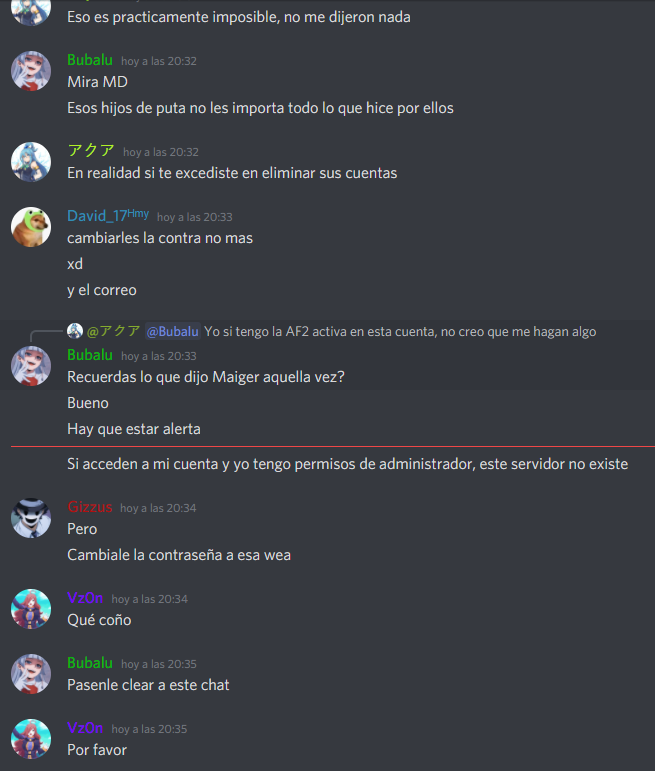 Eso es practicamente imposible, no me dijeron nada
Bubalu hoy a las 20:32
Mira MD
Esos hijos de puta no les importa todo lo que hice por ellos
アクア hoy a las 20:32
En realidad si te excediste en eliminar sus cuentas
David_17ᴴᵐʸ hoy a las 20:33
cambiarles la contra no mas
xd
y el correo
@アクア @Bubalu Yo si tengo la AF2 activa en esta cuenta, no creo que me hagan algo
Bubalu hoy a las 20:33
Recuerdas lo que dijo Maiger aquella vez?
Bueno
Hay que estar alerta
Si acceden a mi cuenta y yo tengo permisos de administrador, este servidor no existe
Gizzus hoy a las 20:34
Pero
Cambiale la contraseña a esa wea
Vz0n hoy a las 20:34
Qué coño
Bubalu hoy a las 20:35
Pasenle clear a este chat
Vz0n hoy a las 20:35
Por favor